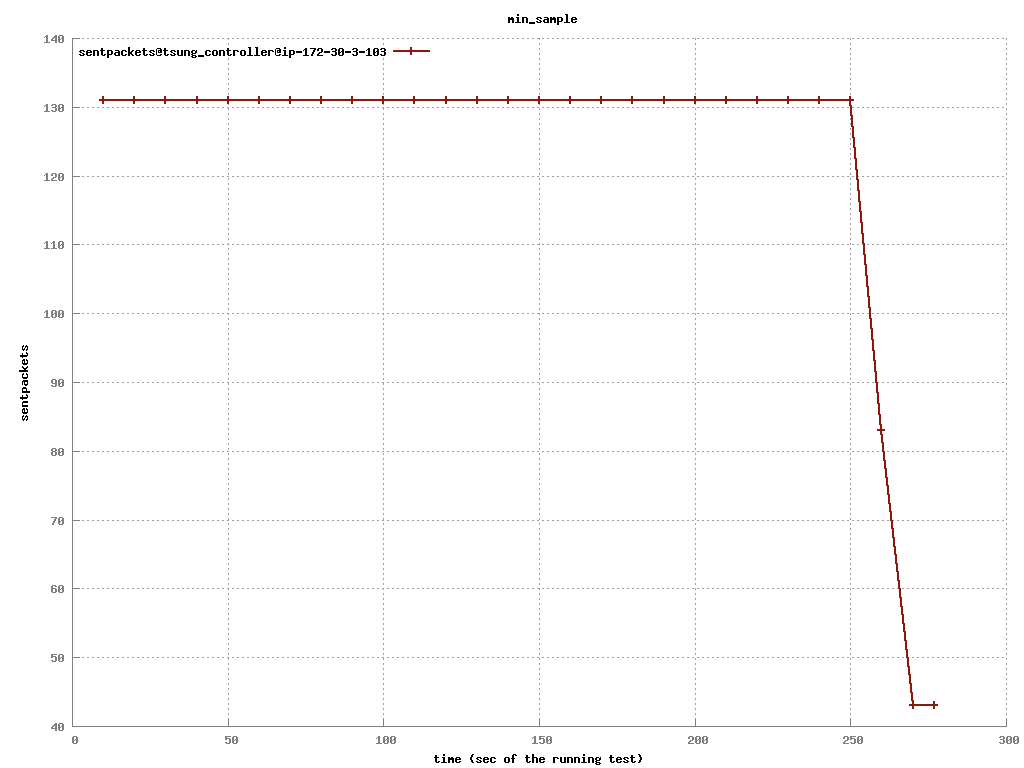 min_sample
140
sentpackets@tsung_controller@ip-172-30-3-103
130
120
110
100
90
80
70
60
50
40
sentpackets
0 50 100 150 200 250 300
time (sec of the running test)